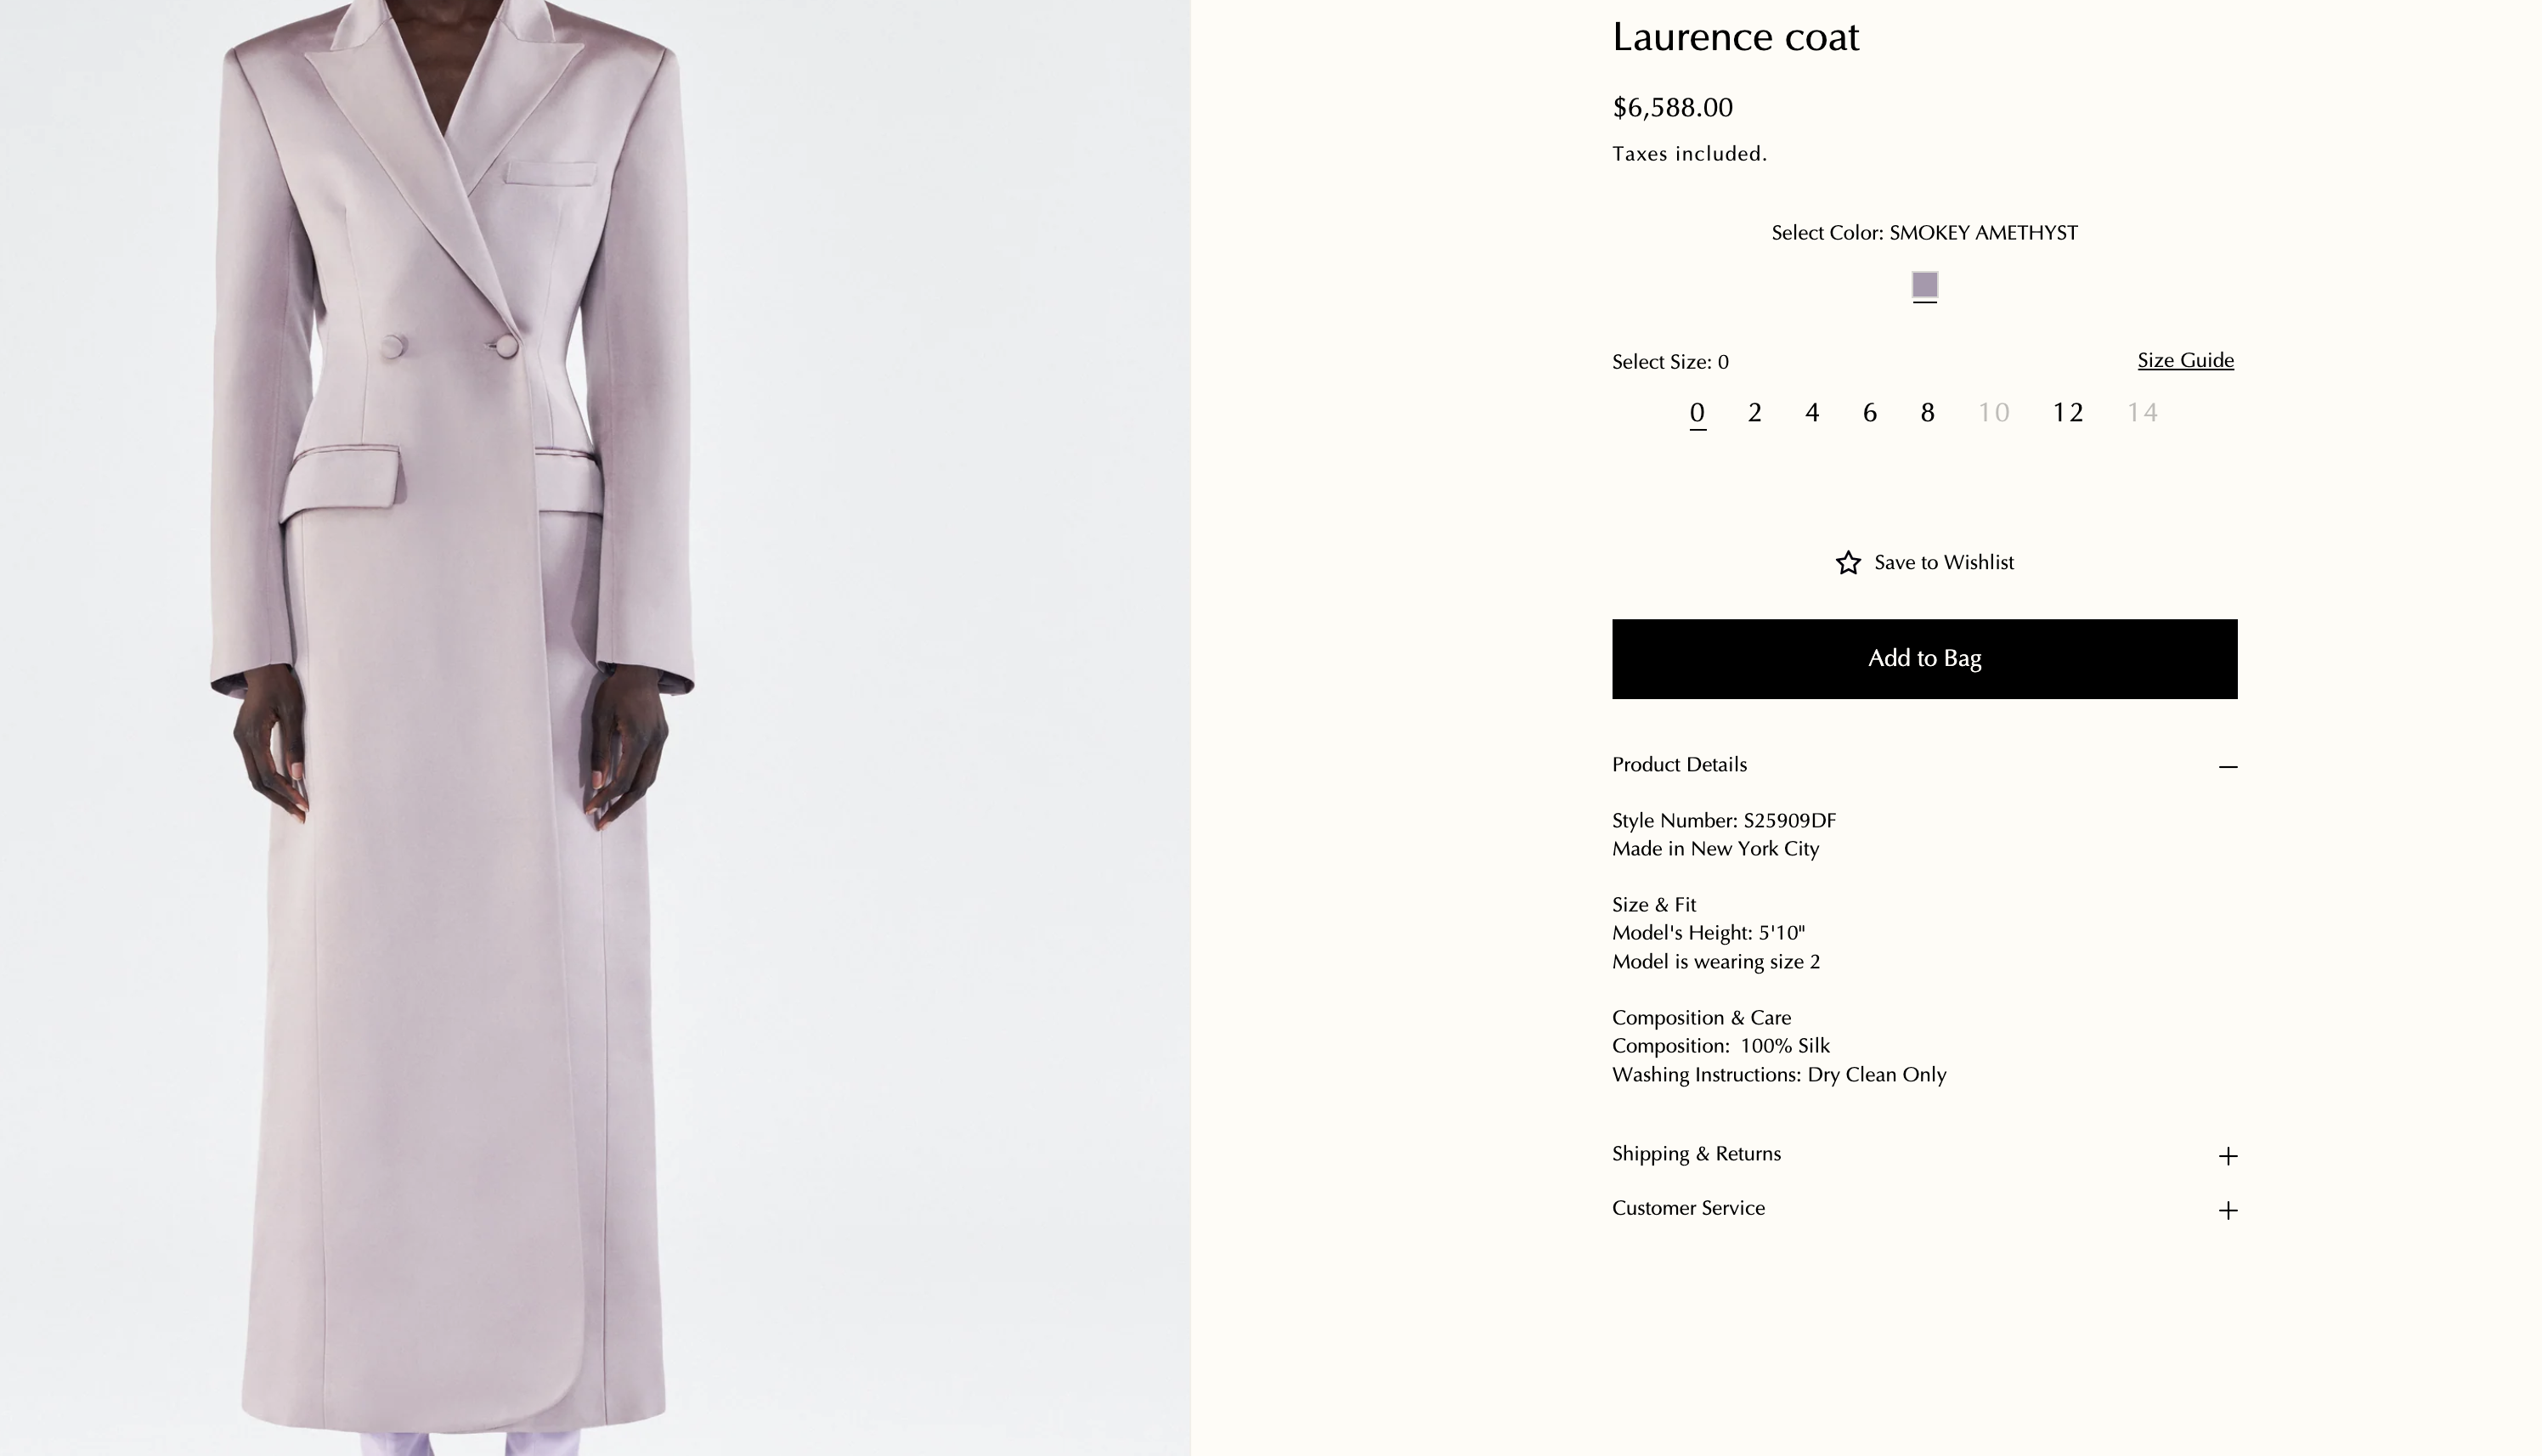 Laurence coat
$6,588.00
Taxes included.
Select Color: SMOKEY AMETHYST
Select Size: 0
Size Guide
0 2 4 6 8 10 12 14
Save to Wishlist
Add to Bag
Product Details
Style Number: S25909DF
Made in New York City
Size & Fit
Model's Height: 5'10"
Model is wearing size 2
Composition & Care
Composition:  100% Silk
Washing Instructions: Dry Clean Only
Shipping & Returns
Customer Service